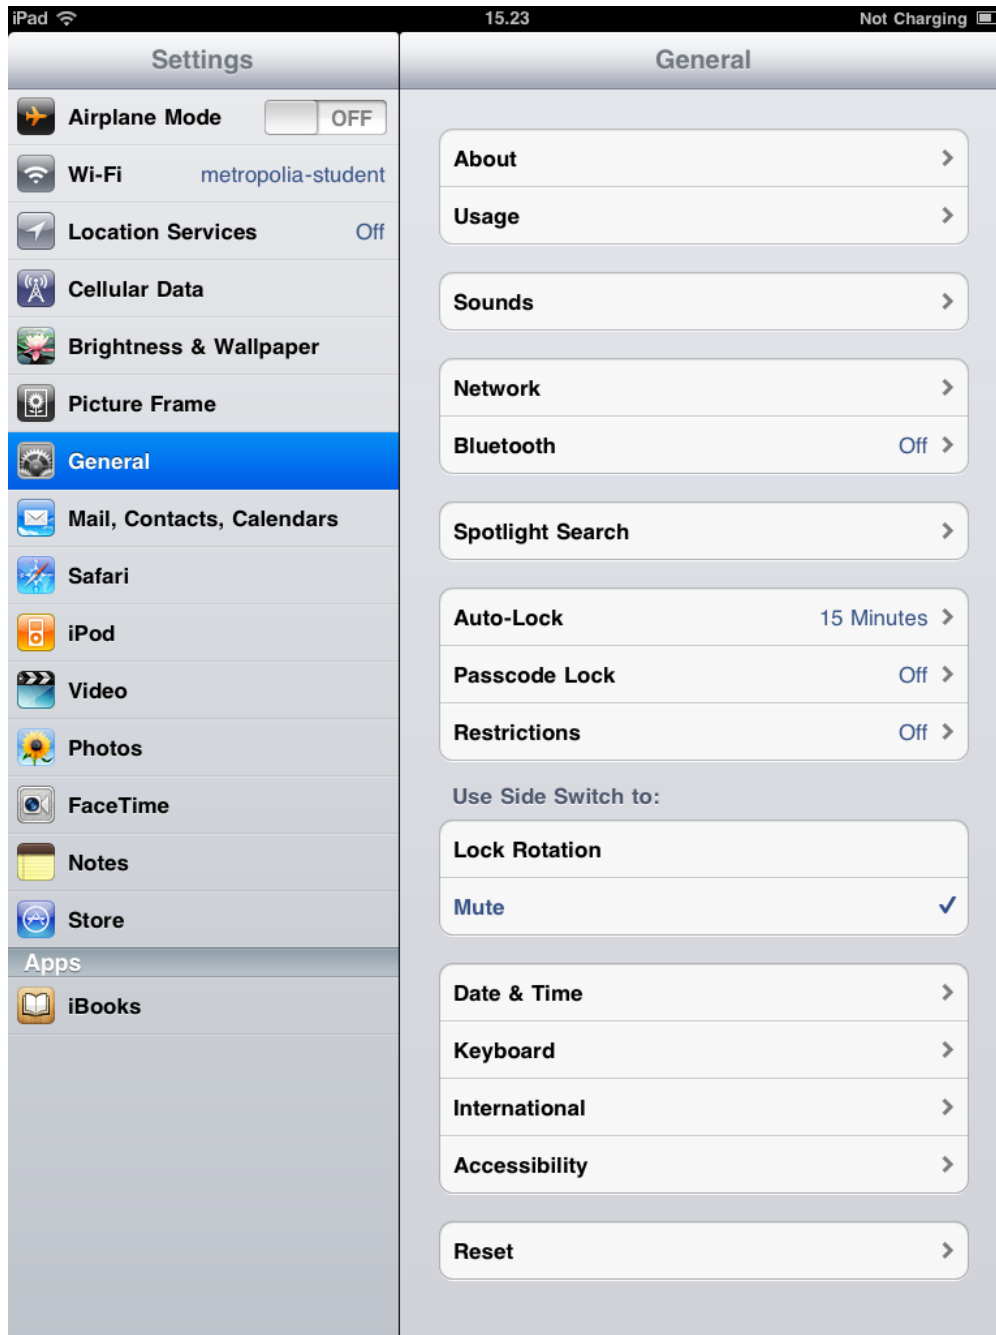 iPad 15.23 Not Charging
Settings
Airplane Mode OFF
Wi-Fi metropolia-student
Location Services Off
Cellular Data
Brightness & Wallpaper
Picture Frame
General
Mail, Contacts, Calendars
Safari
iPod
Video
Photos
FaceTime
Notes
Store
Apps
iBooks
General
About
Usage
Sounds
Network
Bluetooth Off
Spotlight Search
Auto-Lock 15 Minutes
Passcode Lock Off
Restrictions Off
Use Side Switch to:
Lock Rotation
Mute
Date & Time
Keyboard
International
Accessibility
Reset